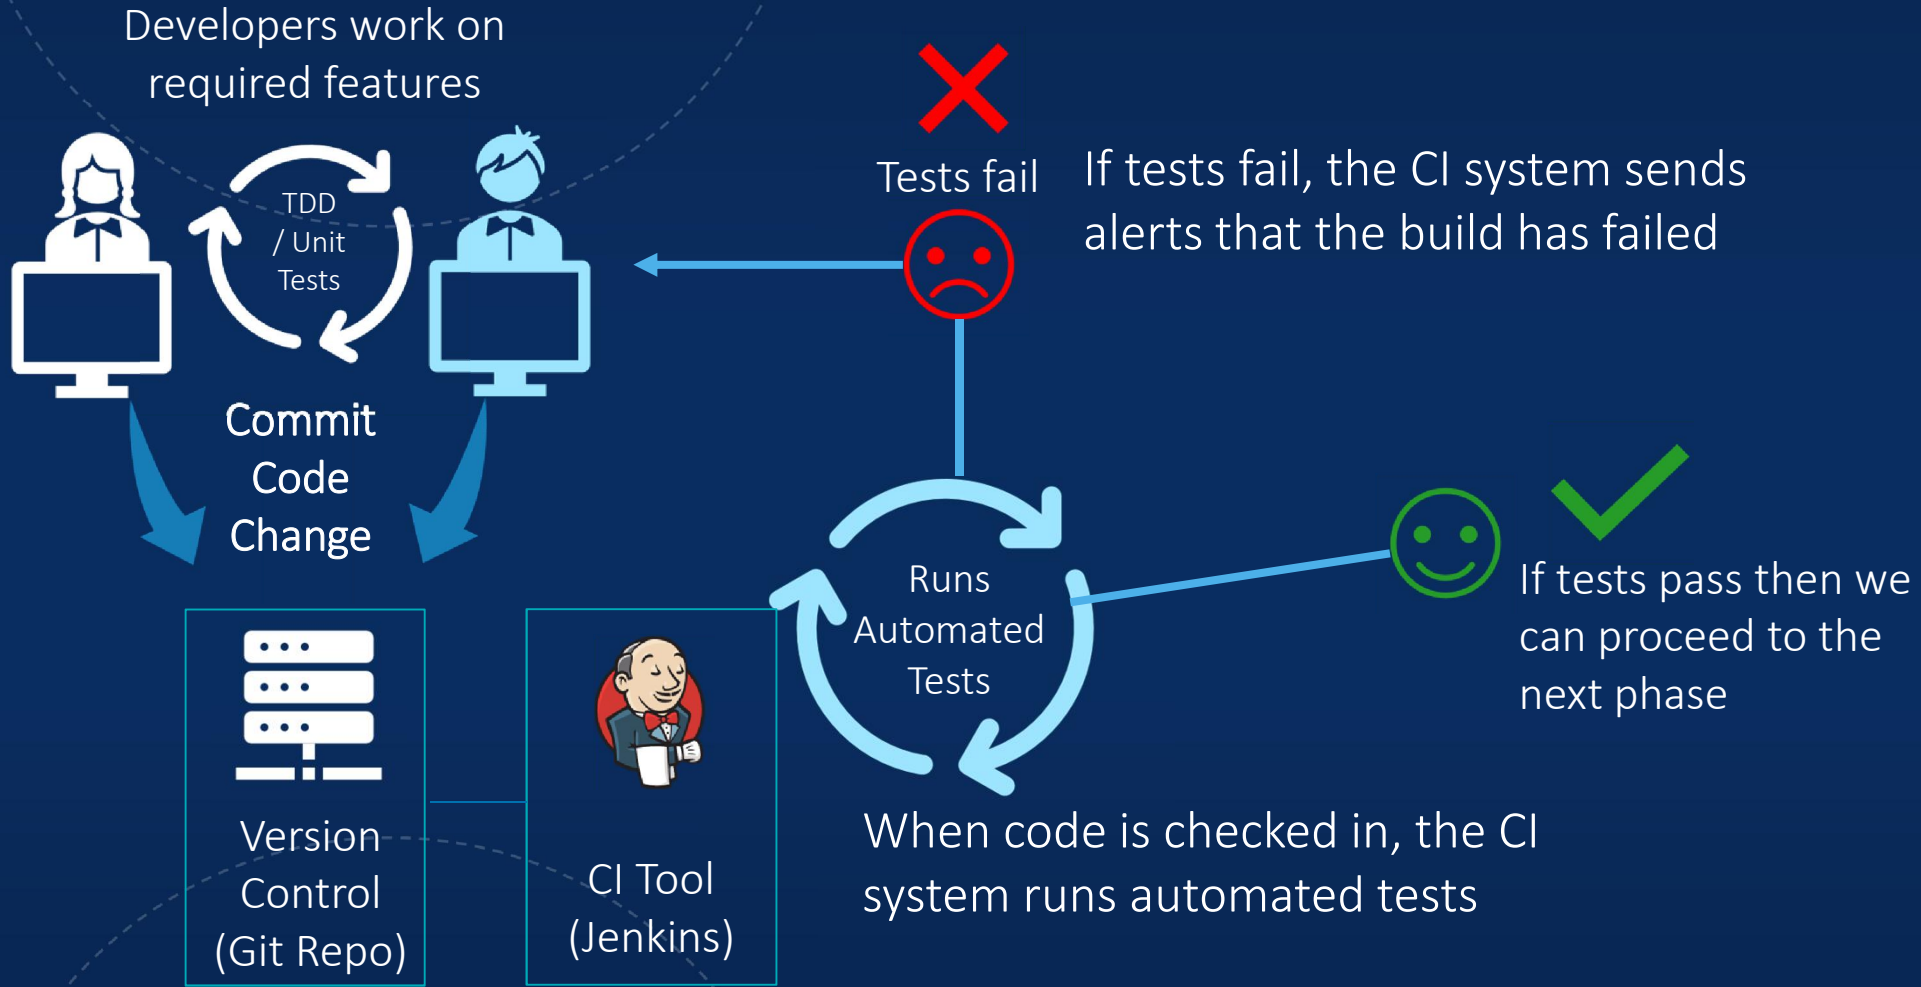 Developers work on
required features
TDD
/ Unit
Tests
Commit
Code
Change
Version
Control
(Git Repo)
CI Tool
(Jenkins)
Runs
Automated
Tests
When code is checked in, the CI
system runs automated tests
Tests fail
If tests fail, the CI system sends
alerts that the build has failed
If tests pass then we
can proceed to the
next phase